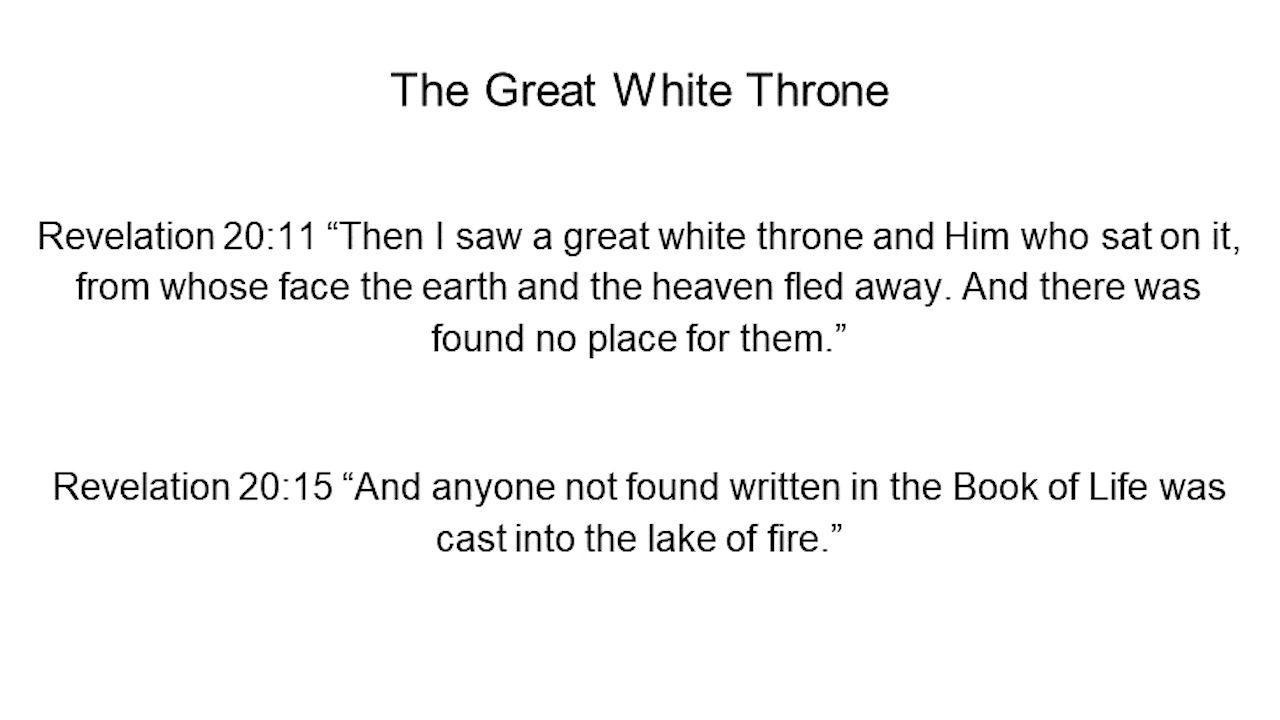 The Great White Throne
Revelation 20:11 “Then I saw a great white throne and Him who sat on it,
from whose face the earth and the heaven fled away. And there was
found no place for them.”
Revelation 20:15 “And anyone not found written in the Book of Life was
cast into the lake of fire.”